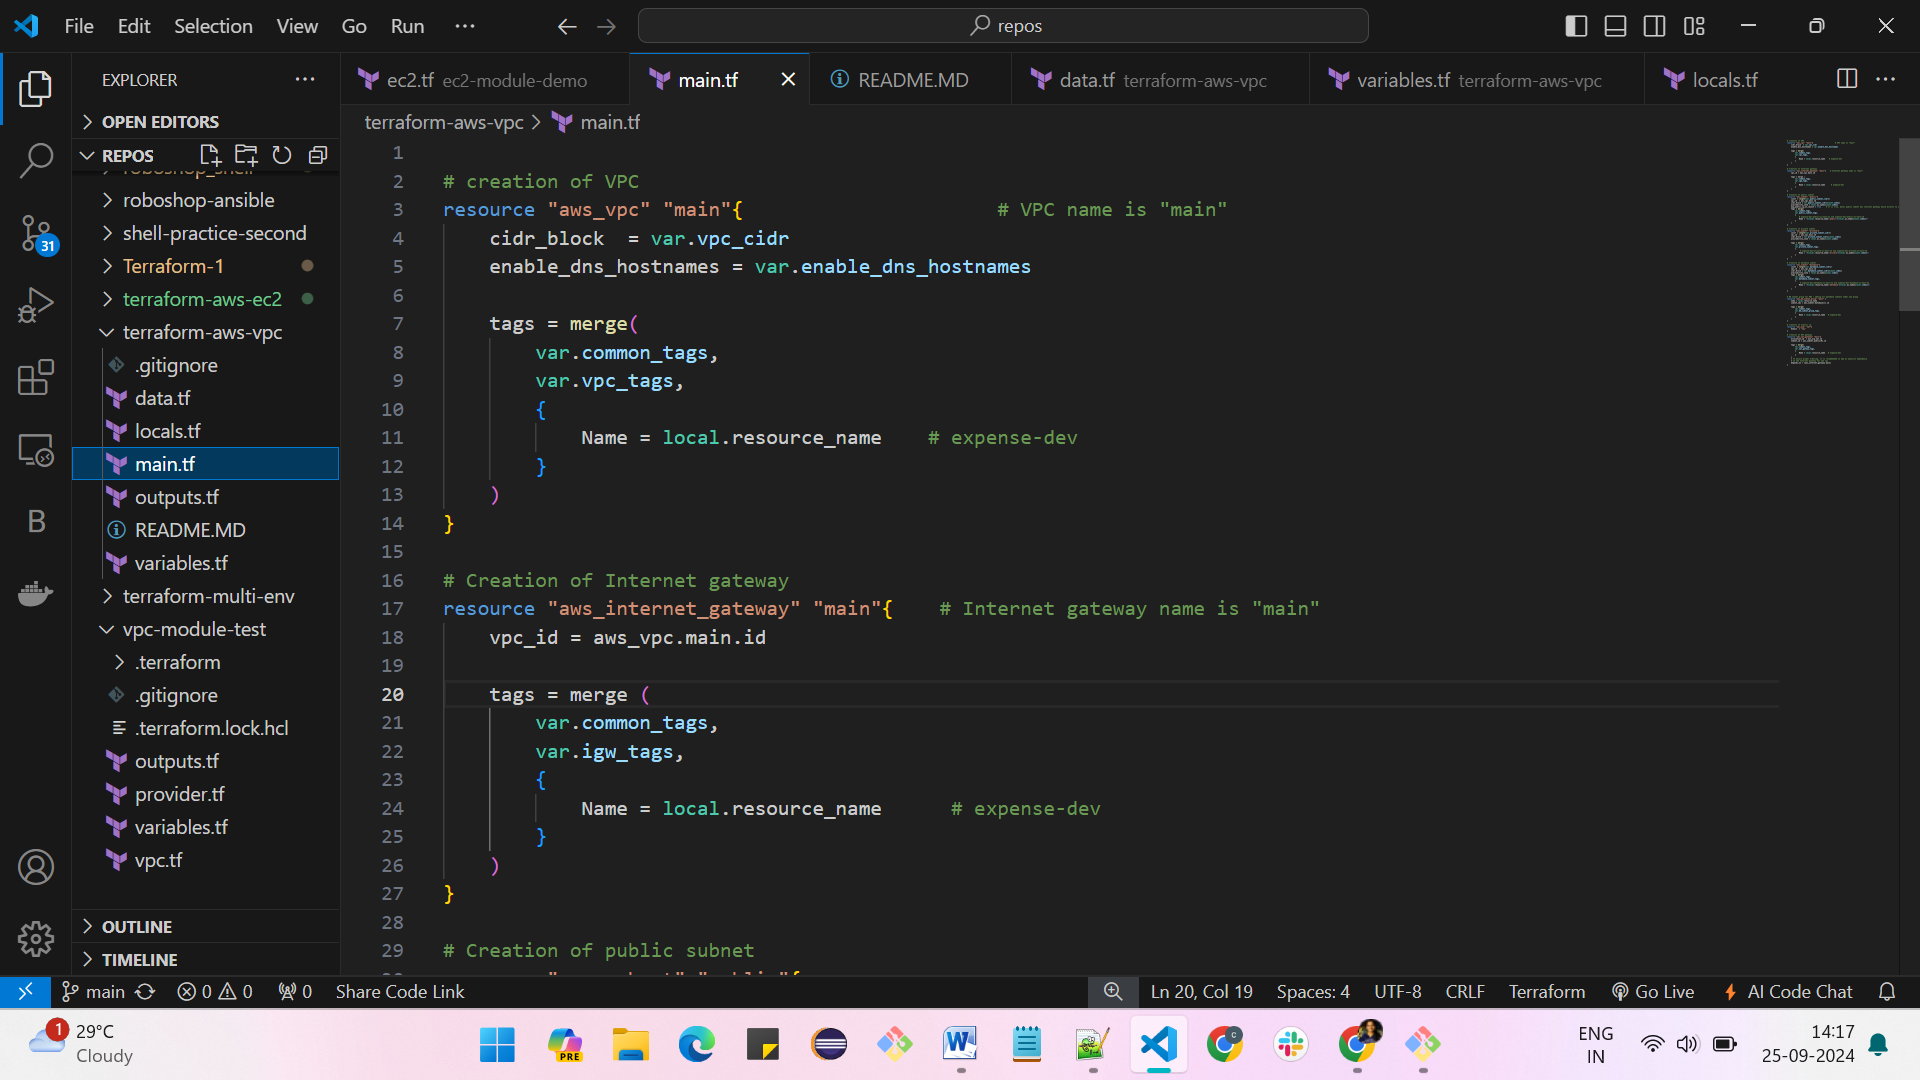 File Edit Selection View Go Run ···
repos
EXPLORER ···
OPEN EDITORS
REPOS
roboshop_shell
roboshop-ansible
shell-practice-second
Terraform-1
terraform-aws-ec2
terraform-aws-vpc
.gitignore
data.tf
locals.tf
main.tf
outputs.tf
README.MD
variables.tf
terraform-multi-env
vpc-module-test
.terraform
.gitignore
.terraform.lock.hcl
outputs.tf
provider.tf
variables.tf
vpc.tf
OUTLINE
TIMELINE
31
B
ec2.tf ec2-module-demo
main.tf
README.MD
data.tf terraform-aws-vpc
variables.tf terraform-aws-vpc
locals.tf
terraform-aws-vpc > main.tf
1
2 # creation of VPC
3 resource "aws_vpc" "main"{ # VPC name is "main"
4 cidr_block = var.vpc_cidr
5 enable_dns_hostnames = var.enable_dns_hostnames
6
7 tags = merge(
8 var.common_tags,
9 var.vpc_tags,
10 {
11 Name = local.resource_name # expense-dev
12 }
13 )
14 }
15
16 # Creation of Internet gateway
17 resource "aws_internet_gateway" "main"{ # Internet gateway name is "main"
18 vpc_id = aws_vpc.main.id
19
20 tags = merge (
21 var.common_tags,
22 var.igw_tags,
23 {
24 Name = local.resource_name # expense-dev
25 }
26 )
27 }
28
29 # Creation of public subnet
main 0 0 0 Share Code Link
Ln 20, Col 19 Spaces: 4 UTF-8 CRLF Terraform Go Live AI Code Chat
1
29°C
Cloudy
PRE
W
C
ENG
IN
14:17
25-09-2024